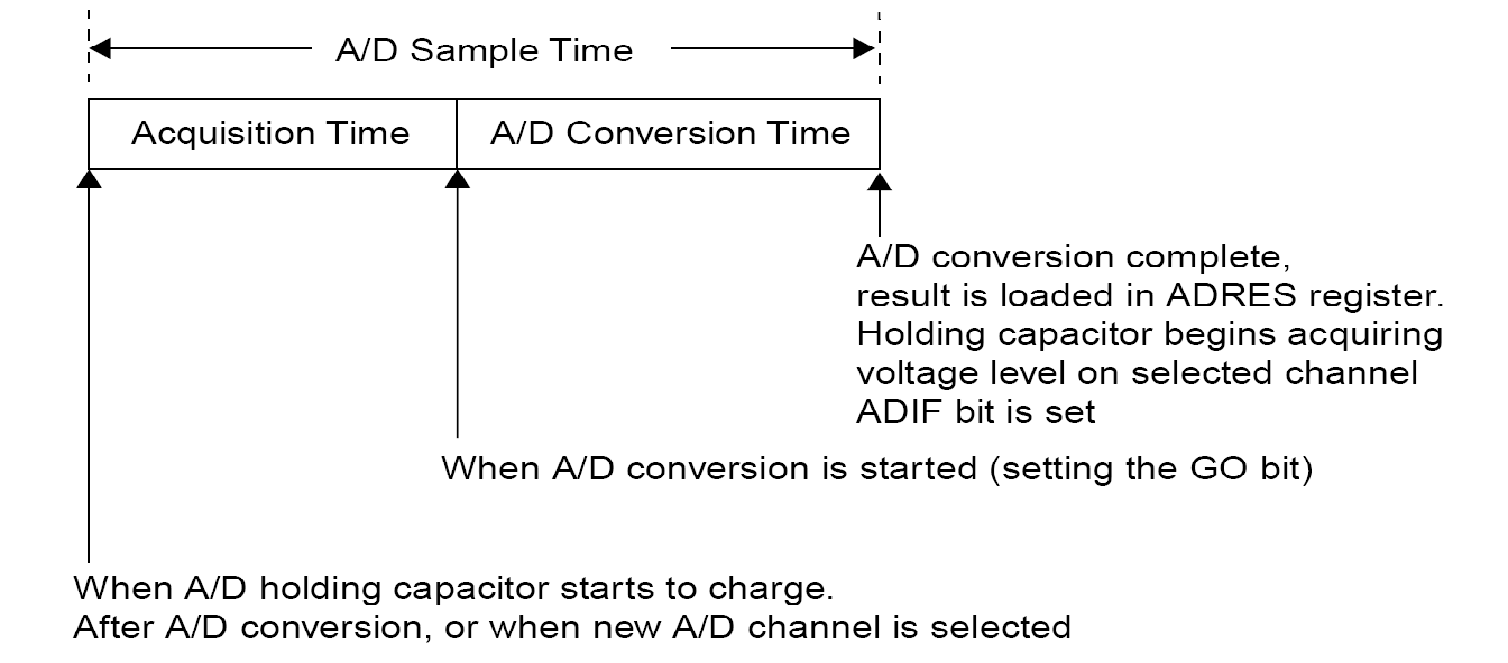 A/D Sample Time
Acquisition Time
A/D Conversion Time
A/D conversion complete,
result is loaded in ADRES register.
Holding capacitor begins acquiring
voltage level on selected channel
ADIF bit is set
When A/D conversion is started (setting the GO bit)
When A/D holding capacitor starts to charge.
After A/D conversion, or when new A/D channel is selected